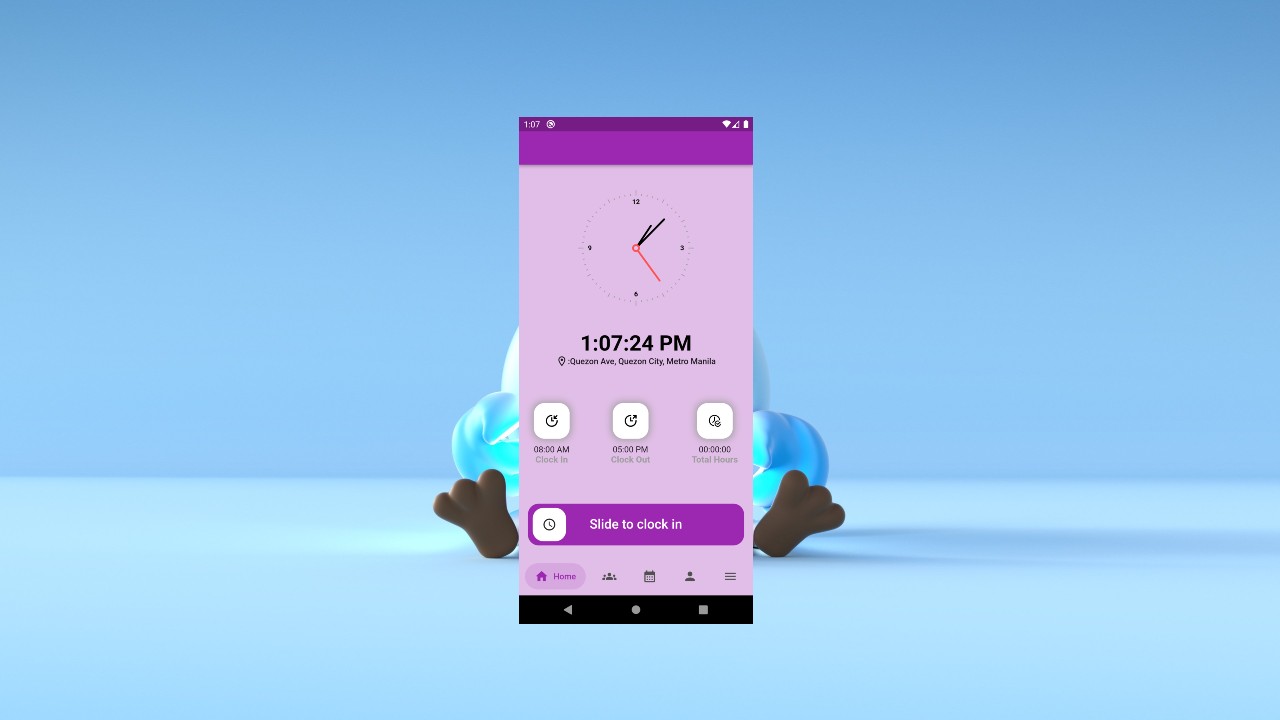 1:07
12
9
3
6
1:07:24 PM
:Quezon Ave, Quezon City, Metro Manila
08:00 AM
05:00 PM
00:00:00
Clock In
Clock Out
Total Hours
Slide to clock in
Home